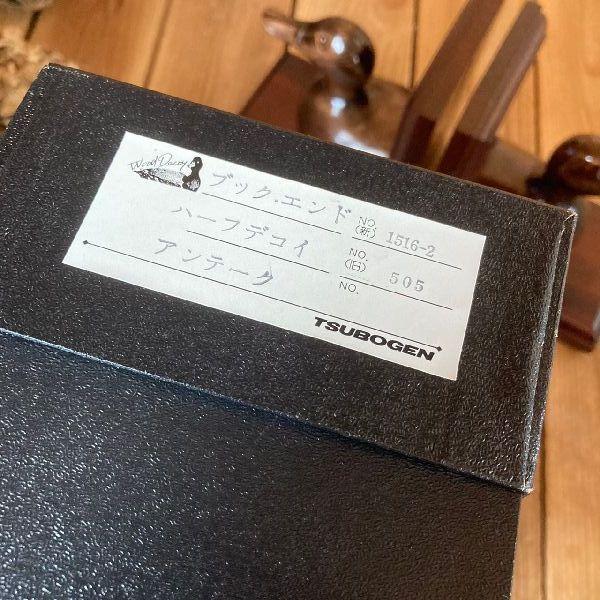 Wood Decoy
ブック.エンド NO.(新) 1516-2
ハーフデコイ NO.(旧) 505
アンテーク NO.
TSUBOGEN